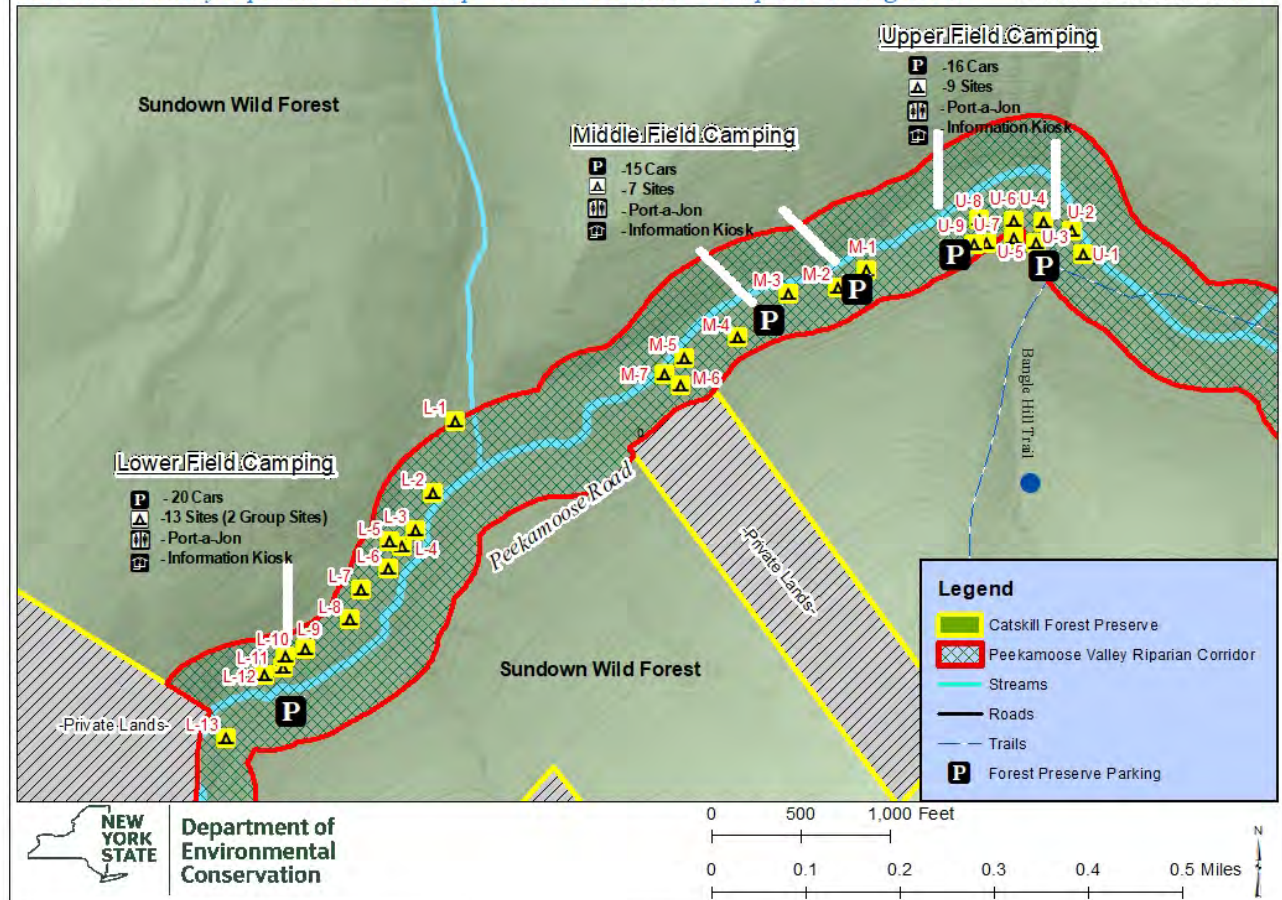 Upper Field Camping
P -16 Cars
-9 Sites
-Port-a-Jon
-Information Kiosk
Sundown Wild Forest
Middle Field Camping
P -15 Cars
-7 Sites
-Port-a-Jon
-Information Kiosk
U-8
U-6
U-4
U-2
U-9
U-7
U-5
U-3
U-1
P
P
M-1
M-2
M-3
P
P
M-4
M-5
M-7
M-6
Bangle Hill Trail
L-1
Lower Field Camping
P - 20 Cars
-13 Sites (2 Group Sites)
-Port-a-Jon
-Information Kiosk
L-2
L-3
L-5
L-4
L-6
L-7
L-8
L-10
L-9
L-11
L-12
L-13
P
Peekamoose Road
-Private Lands-
-Private Lands-
Sundown Wild Forest
Legend
Catskill Forest Preserve
Peekamoose Valley Riparian Corridor
Streams
Roads
Trails
P Forest Preserve Parking
NEW
YORK
STATE
Department of
Environmental
Conservation
0 500 1,000 Feet
0 0.1 0.2 0.3 0.4 0.5 Miles
N